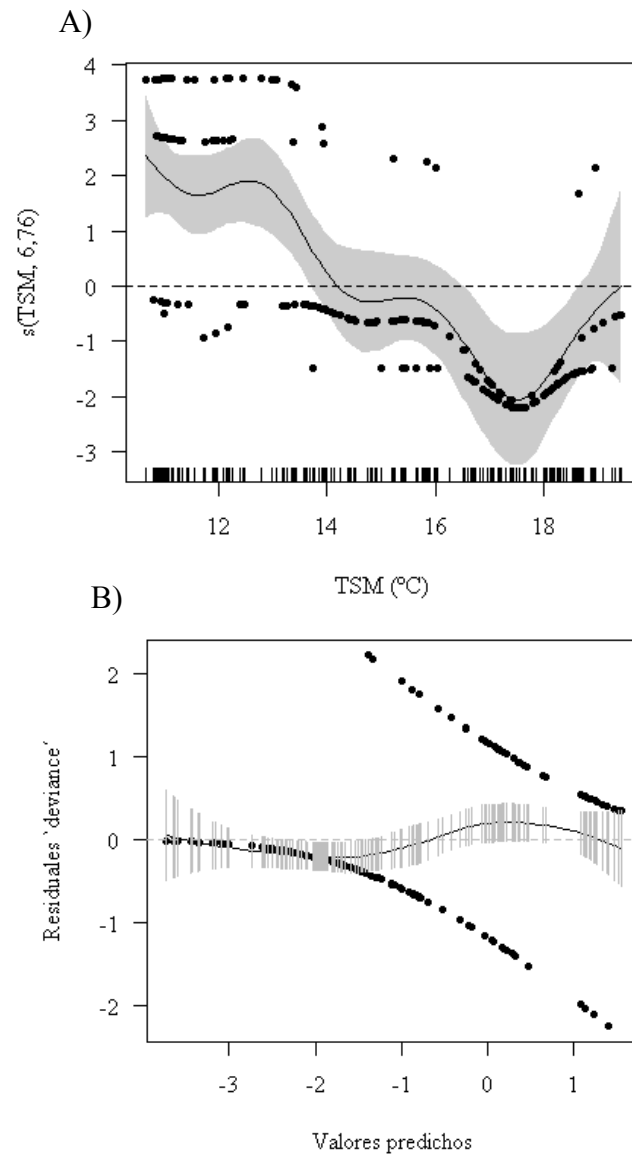 A)
4
3
2
1
0
-1
-2
-3
s(TSM, 6,76)
12 14 16 18
TSM (ºC)
B)
2
1
0
-1
-2
Residuales `deviance´
-3 -2 -1 0 1
Valores predichos